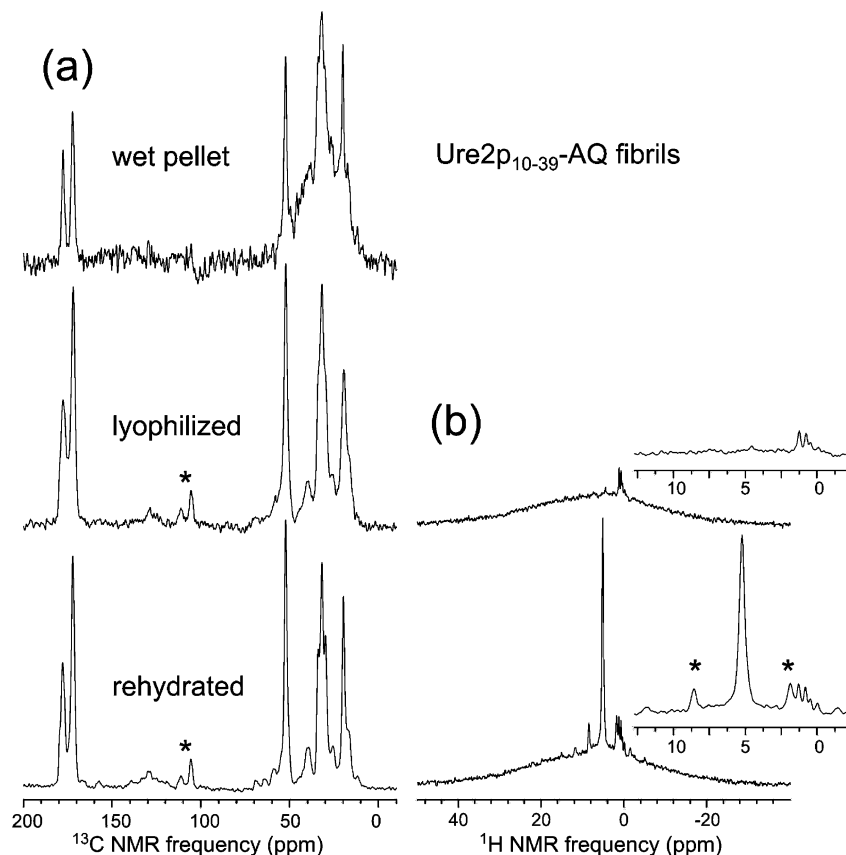 (a)
wet pellet
Ure2p10-39-AQ fibrils
lyophilized
*
(b)
10 5 0
*
*
10 5 0
rehydrated
*
200 150 100 50 0
40 20 0 -20
13C NMR frequency (ppm)
1H NMR frequency (ppm)